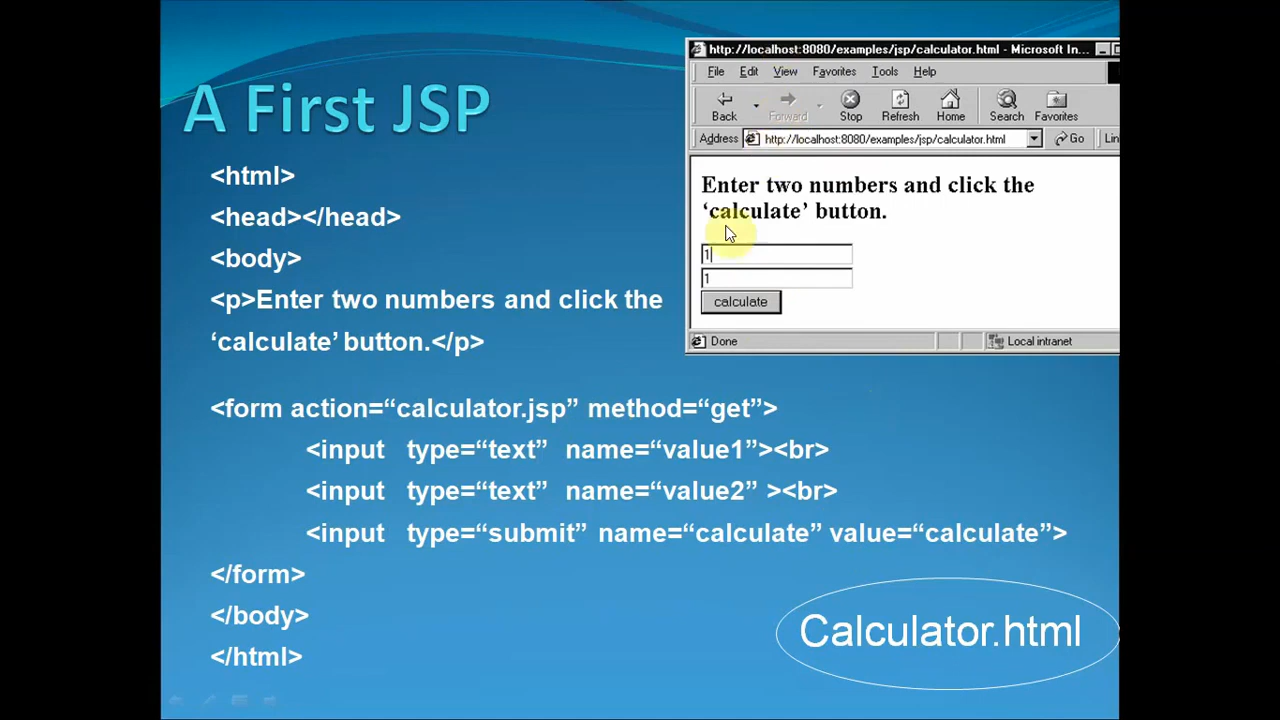 A First JSP
<html>
<head></head>
<body>
<p>Enter two numbers and click the
‘calculate’ button.</p>
<form action=“calculator.jsp” method=“get”>
<input type=“text” name=“value1”><br>
<input type=“text” name=“value2” ><br>
<input type=“submit” name=“calculate” value=“calculate”>
</form>
</body>
</html>
http://localhost:8080/examples/jsp/calculator.html - Microsoft In...
File Edit View Favorites Tools Help
Back Forward Stop Refresh Home Search Favorites
Address http://localhost:8080/examples/jsp/calculator.html Go Lin
Enter two numbers and click the
‘calculate’ button.
1
1
calculate
Done Local intranet
Calculator.html